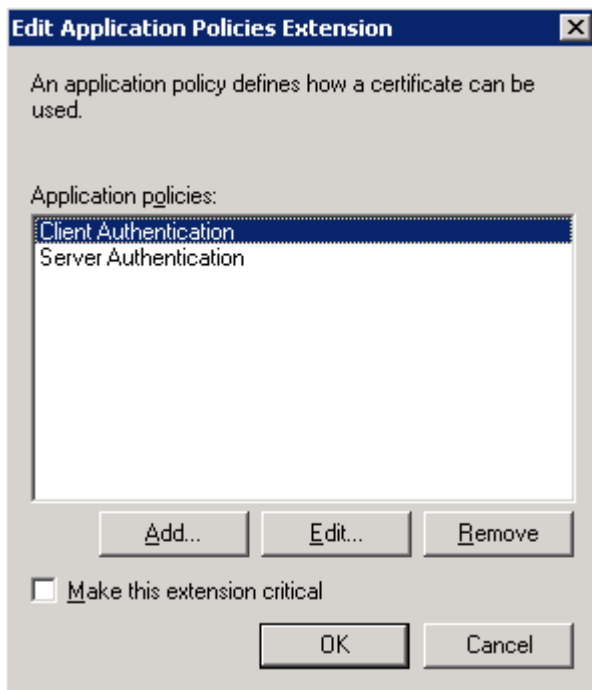 Edit Application Policies Extension
An application policy defines how a certificate can be
used.
Application policies:
Client Authentication
Server Authentication
Add... Edit... Remove
Make this extension critical
OK Cancel